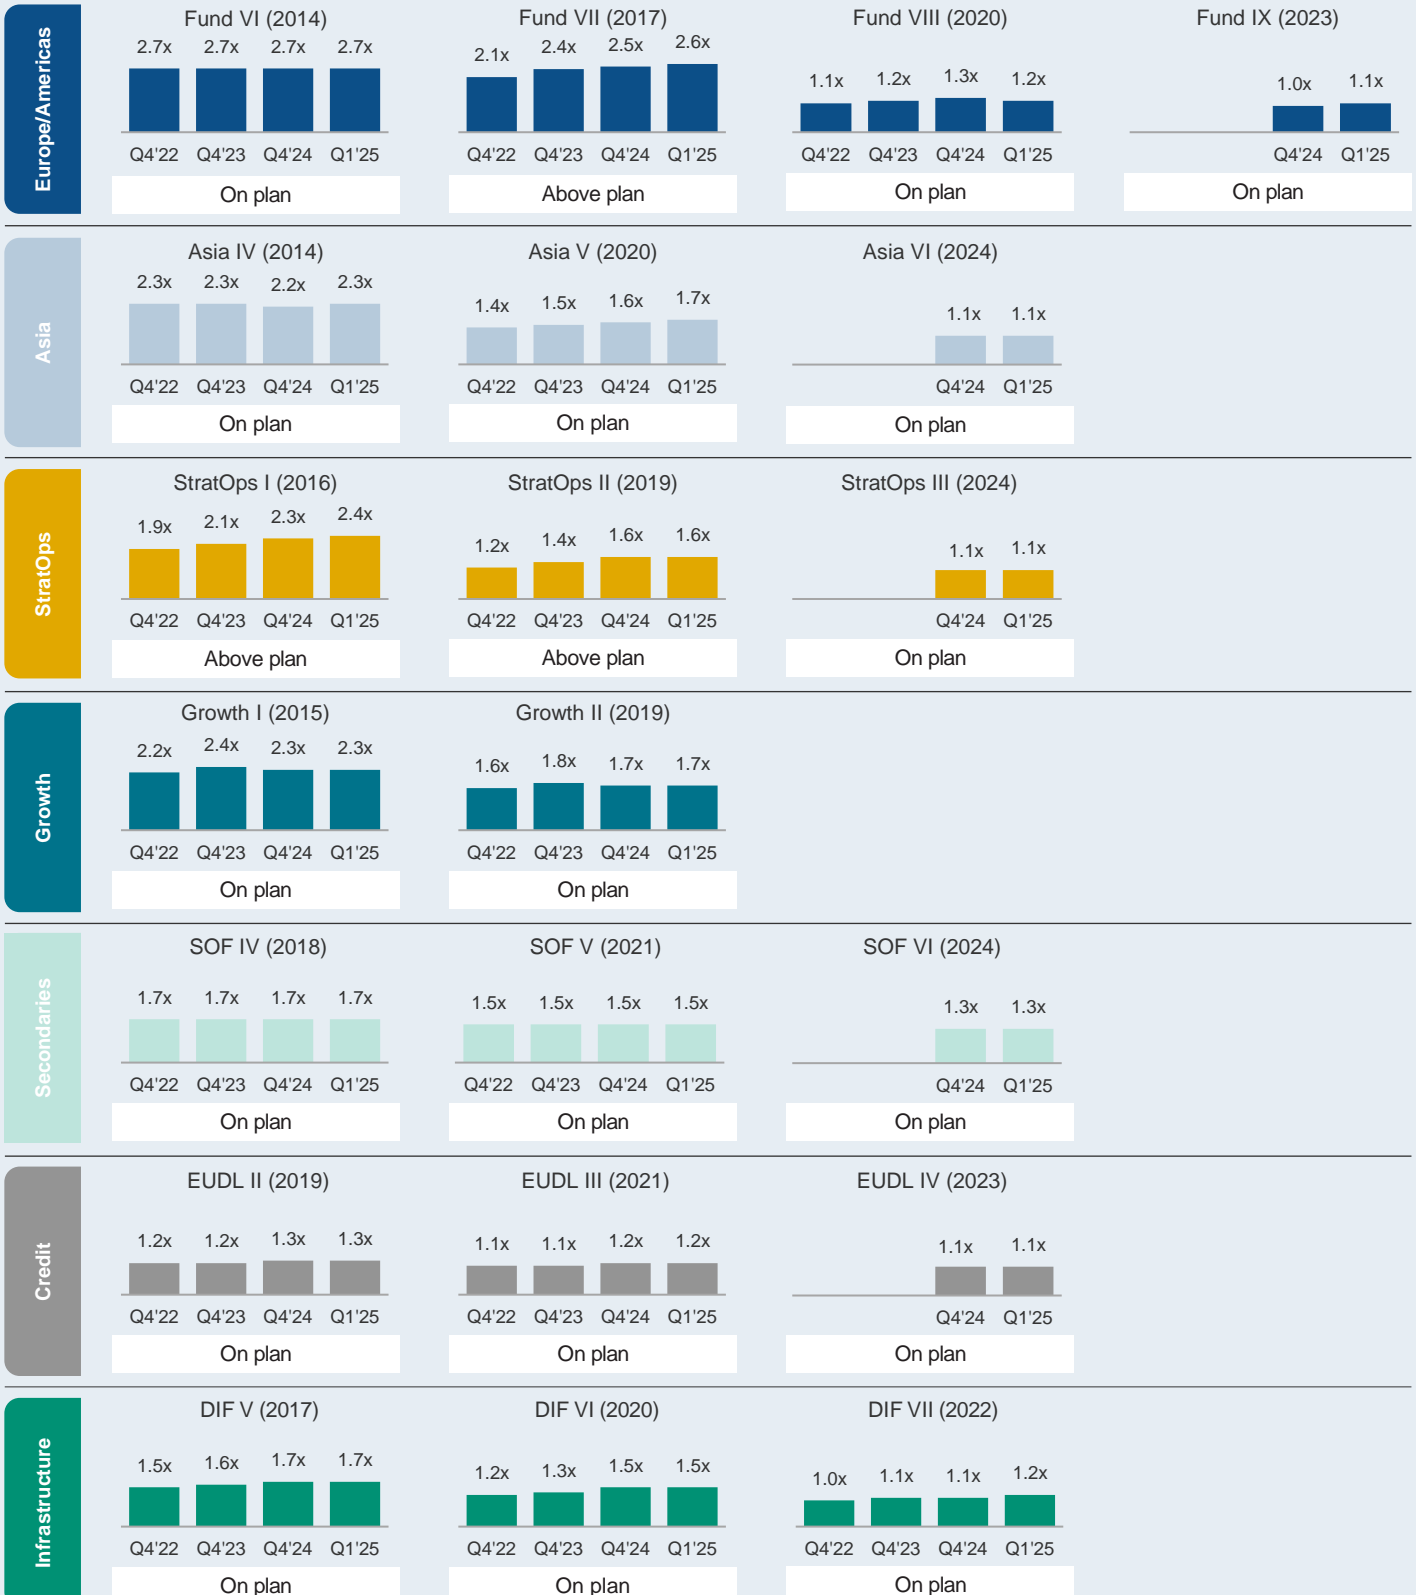 Europe/Americas
Fund VI (2014)
2.7x 2.7x 2.7x 2.7x
Q4'22 Q4'23 Q4'24 Q1'25
On plan
Fund VII (2017)
2.1x 2.4x 2.5x 2.6x
Q4'22 Q4'23 Q4'24 Q1'25
Above plan
Fund VIII (2020)
1.1x 1.2x 1.3x 1.2x
Q4'22 Q4'23 Q4'24 Q1'25
On plan
Fund IX (2023)
1.0x 1.1x
Q4'24 Q1'25
On plan
Asia
Asia IV (2014)
2.3x 2.3x 2.2x 2.3x
Q4'22 Q4'23 Q4'24 Q1'25
On plan
Asia V (2020)
1.4x 1.5x 1.6x 1.7x
Q4'22 Q4'23 Q4'24 Q1'25
On plan
Asia VI (2024)
1.1x 1.1x
Q4'24 Q1'25
On plan
StratOps
StratOps I (2016)
1.9x 2.1x 2.3x 2.4x
Q4'22 Q4'23 Q4'24 Q1'25
Above plan
StratOps II (2019)
1.2x 1.4x 1.6x 1.6x
Q4'22 Q4'23 Q4'24 Q1'25
Above plan
StratOps III (2024)
1.1x 1.1x
Q4'24 Q1'25
On plan
Growth
Growth I (2015)
2.2x 2.4x 2.3x 2.3x
Q4'22 Q4'23 Q4'24 Q1'25
On plan
Growth II (2019)
1.6x 1.8x 1.7x 1.7x
Q4'22 Q4'23 Q4'24 Q1'25
On plan
Secondaries
SOF IV (2018)
1.7x 1.7x 1.7x 1.7x
Q4'22 Q4'23 Q4'24 Q1'25
On plan
SOF V (2021)
1.5x 1.5x 1.5x 1.5x
Q4'22 Q4'23 Q4'24 Q1'25
On plan
SOF VI (2024)
1.3x 1.3x
Q4'24 Q1'25
On plan
Credit
EUDL II (2019)
1.2x 1.2x 1.3x 1.3x
Q4'22 Q4'23 Q4'24 Q1'25
On plan
EUDL III (2021)
1.1x 1.1x 1.2x 1.2x
Q4'22 Q4'23 Q4'24 Q1'25
On plan
EUDL IV (2023)
1.1x 1.1x
Q4'24 Q1'25
On plan
Infrastructure
DIF V (2017)
1.5x 1.6x 1.7x 1.7x
Q4'22 Q4'23 Q4'24 Q1'25
On plan
DIF VI (2020)
1.2x 1.3x 1.5x 1.5x
Q4'22 Q4'23 Q4'24 Q1'25
On plan
DIF VII (2022)
1.0x 1.1x 1.1x 1.2x
Q4'22 Q4'23 Q4'24 Q1'25
On plan